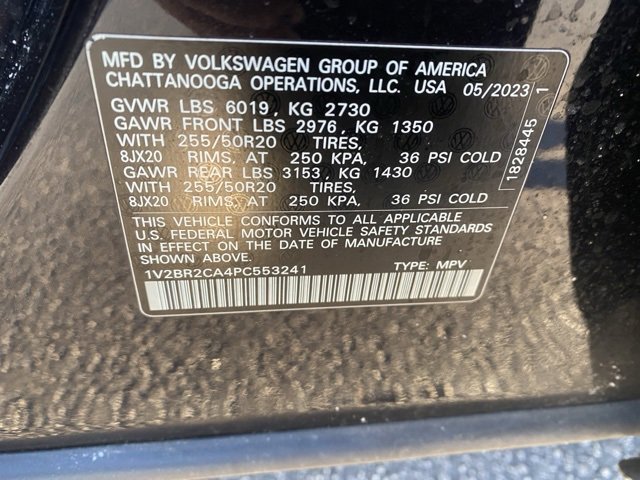 MFD BY VOLKSWAGEN GROUP OF AMERICA
CHATTANOOGA OPERATIONS, LLC. USA 05/2023
GVWR LBS 6019, KG 2730
GAWR FRONT LBS 2976, KG 1350
WITH 255/50R20 TIRES,
8JX20 RIMS, AT 250 KPA, 36 PSI COLD
GAWR REAR LBS 3153, KG 1430
WITH 255/50R20 TIRES,
8JX20 RIMS, AT 250 KPA, 36 PSI COLD
THIS VEHICLE CONFORMS TO ALL APPLICABLE
U.S. FEDERAL MOTOR VEHICLE SAFETY STANDARDS
IN EFFECT ON THE DATE OF MANUFACTURE
SHOWN ABOVE.
1V2BR2CA4PC553241 TYPE: MPV
1828445 1